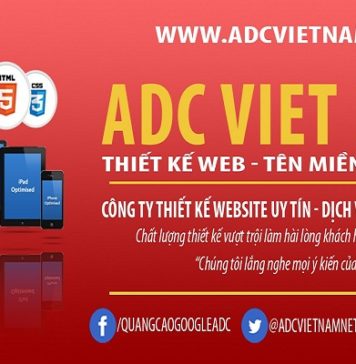 WWW.ADCVIETNAM
HTML
5
CSS
3
ADC VIET
iPad
Optimised
iPhone
Optimised
THIẾT KẾ WEB - TÊN MIỀN
CÔNG TY THIẾT KẾ WEBSITE UY TÍN - DỊCH V
Chất lượng thiết kế vượt trội làm hài lòng khách h
"Chúng tôi lắng nghe mọi ý kiến của
f /QUANGCAOGOOGLEADC @ADCVIETNAMNET